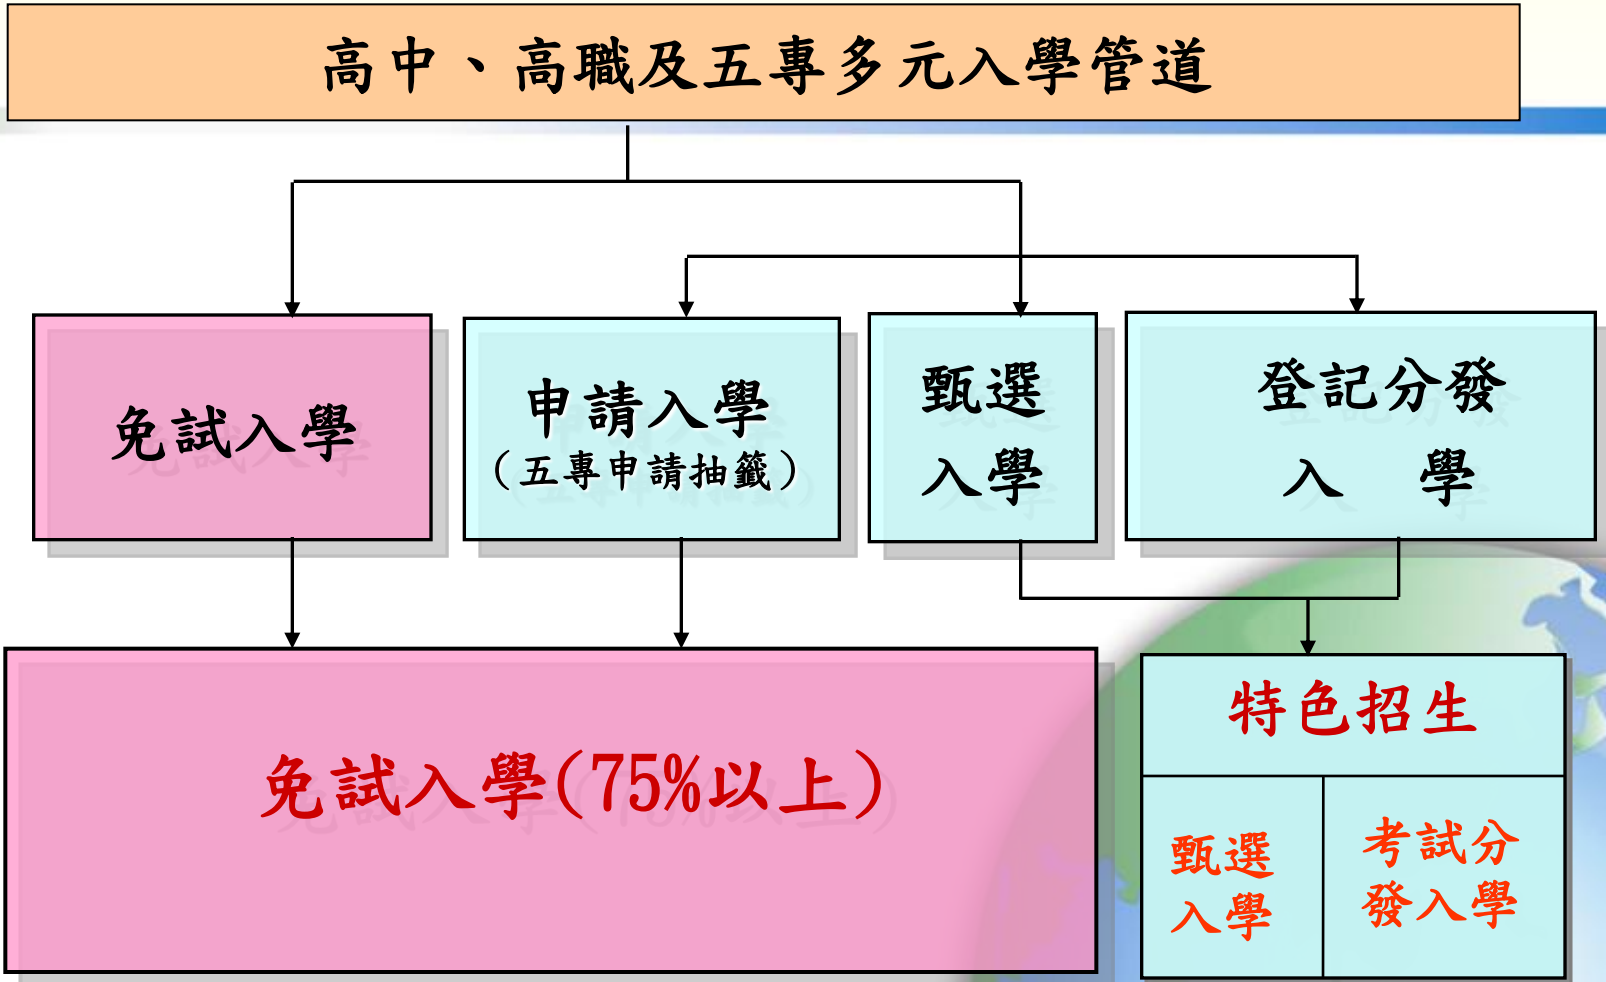 高中、高職及五專多元入學管道
免試入學
申請入學
（五專申請抽籤）
甄選
入學
登記分發
入 學
免試入學(75%以上)
特色招生
甄選
入學
考試分
發入學